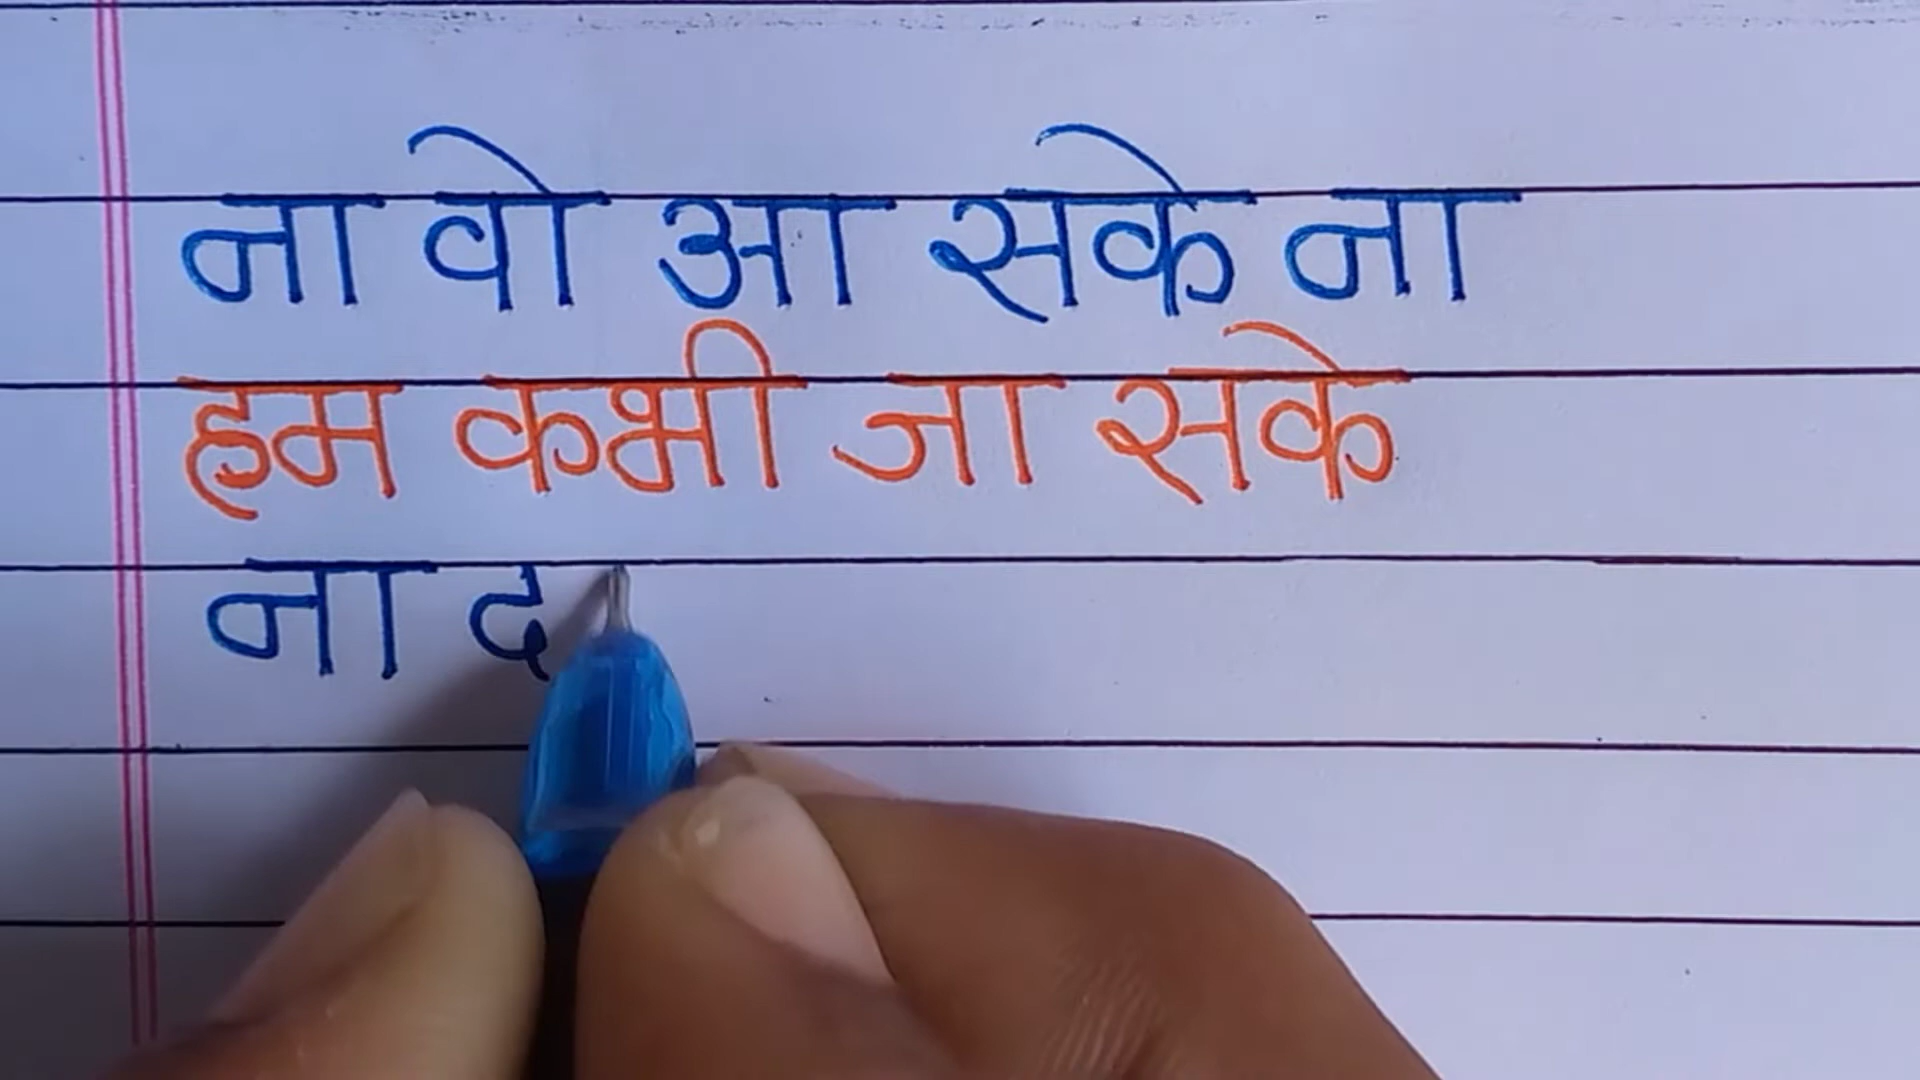 ना वो आ सके ना
हम कभी जा सके
ना द